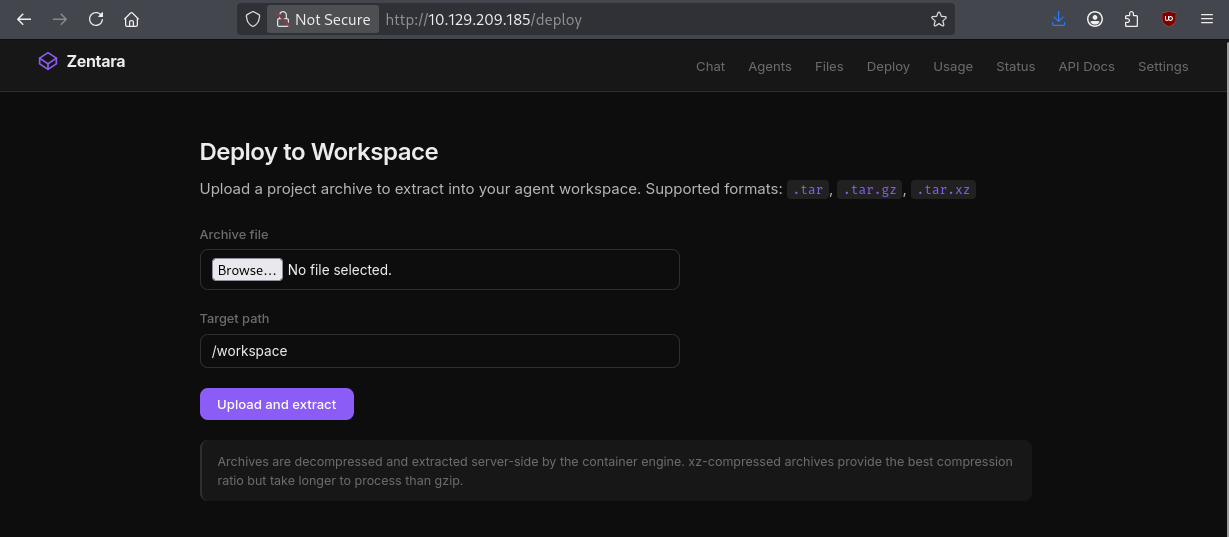 Not Secure http://10.129.209.185/deploy
Zentara
Chat Agents Files Deploy Usage Status API Docs Settings
Deploy to Workspace
Upload a project archive to extract into your agent workspace. Supported formats: .tar, .tar.gz, .tar.xz
Archive file
Browse... No file selected.
Target path
/workspace
Upload and extract
Archives are decompressed and extracted server-side by the container engine. xz-compressed archives provide the best compression
ratio but take longer to process than gzip.